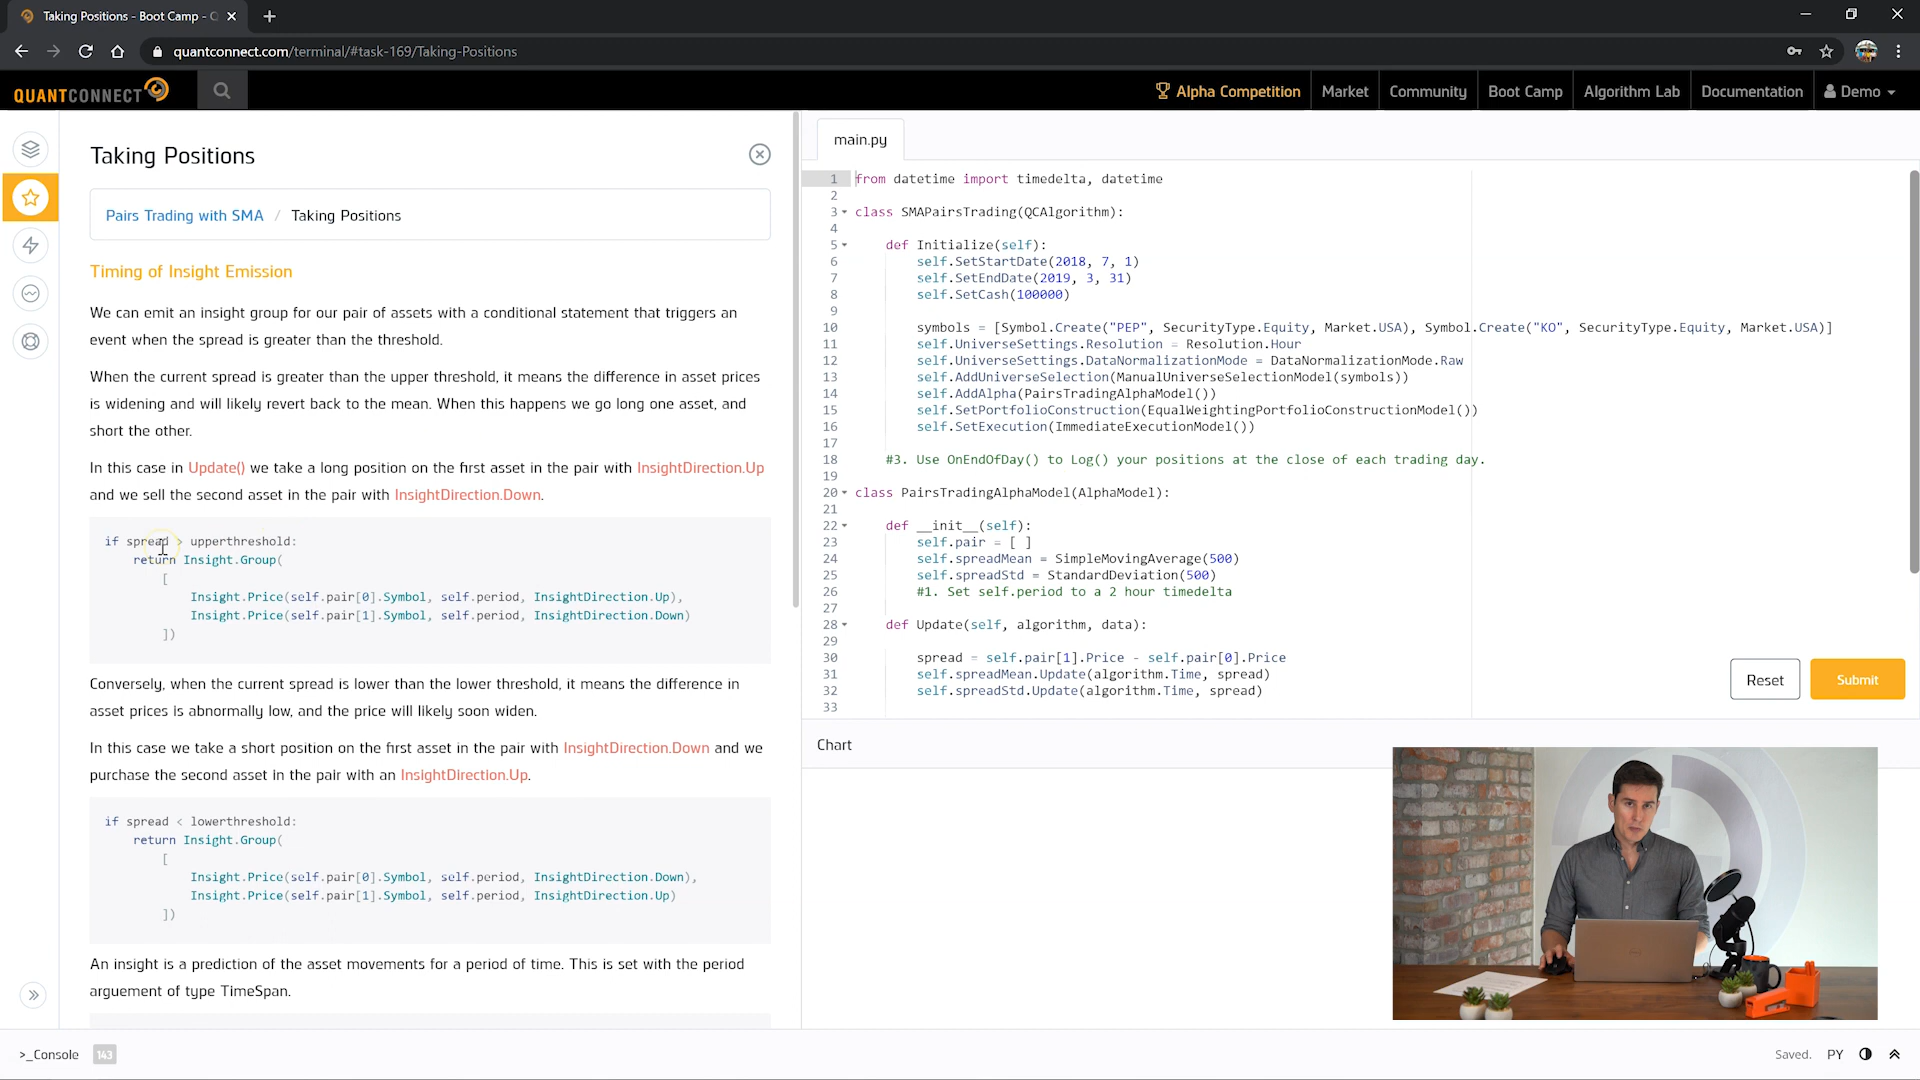 Taking Positions - Boot Camp - Q
quantconnect.com/terminal/#task-169/Taking-Positions
QUANTCONNECT
Alpha Competition
Market
Community
Boot Camp
Algorithm Lab
Documentation
Demo
Taking Positions
Pairs Trading with SMA / Taking Positions
Timing of Insight Emission
We can emit an insight group for our pair of assets with a conditional statement that triggers an
event when the spread is greater than the threshold.
When the current spread is greater than the upper threshold, it means the difference in asset prices
is widening and will likely revert back to the mean. When this happens we go long one asset, and
short the other.
In this case in Update() we take a long position on the first asset in the pair with InsightDirection.Up
and we sell the second asset in the pair with InsightDirection.Down.
if spread > upperthreshold:
return Insight.Group(
[
Insight.Price(self.pair[0].Symbol, self.period, InsightDirection.Up),
Insight.Price(self.pair[1].Symbol, self.period, InsightDirection.Down)
])
Conversely, when the current spread is lower than the lower threshold, it means the difference in
asset prices is abnormally low, and the price will likely soon widen.
In this case we take a short position on the first asset in the pair with InsightDirection.Down and we
purchase the second asset in the pair with an InsightDirection.Up.
if spread < lowerthreshold:
return Insight.Group(
[
Insight.Price(self.pair[0].Symbol, self.period, InsightDirection.Down),
Insight.Price(self.pair[1].Symbol, self.period, InsightDirection.Up)
])
An insight is a prediction of the asset movements for a period of time. This is set with the period
arguement of type TimeSpan.
main.py
1 from datetime import timedelta, datetime
2
3 class SMAPairsTrading(QCAlgorithm):
4
5 def Initialize(self):
6 self.SetStartDate(2018, 7, 1)
7 self.SetEndDate(2019, 3, 31)
8 self.SetCash(100000)
9
10 symbols = [Symbol.Create("PEP", SecurityType.Equity, Market.USA), Symbol.Create("KO", SecurityType.Equity, Market.USA)]
11 self.UniverseSettings.Resolution = Resolution.Hour
12 self.UniverseSettings.DataNormalizationMode = DataNormalizationMode.Raw
13 self.AddUniverseSelection(ManualUniverseSelectionModel(symbols))
14 self.AddAlpha(PairsTradingAlphaModel())
15 self.SetPortfolioConstruction(EqualWeightingPortfolioConstructionModel())
16 self.SetExecution(ImmediateExecutionModel())
17
18 #3. Use OnEndOfDay() to Log() your positions at the close of each trading day.
19
20 class PairsTradingAlphaModel(AlphaModel):
21
22 def __init__(self):
23 self.pair = [ ]
24 self.spreadMean = SimpleMovingAverage(500)
25 self.spreadStd = StandardDeviation(500)
26 #1. Set self.period to a 2 hour timedelta
27
28 def Update(self, algorithm, data):
29
30 spread = self.pair[1].Price - self.pair[0].Price
31 self.spreadMean.Update(algorithm.Time, spread)
32 self.spreadStd.Update(algorithm.Time, spread)
33
Reset
Submit
Chart
>_Console 143
Saved.
PY